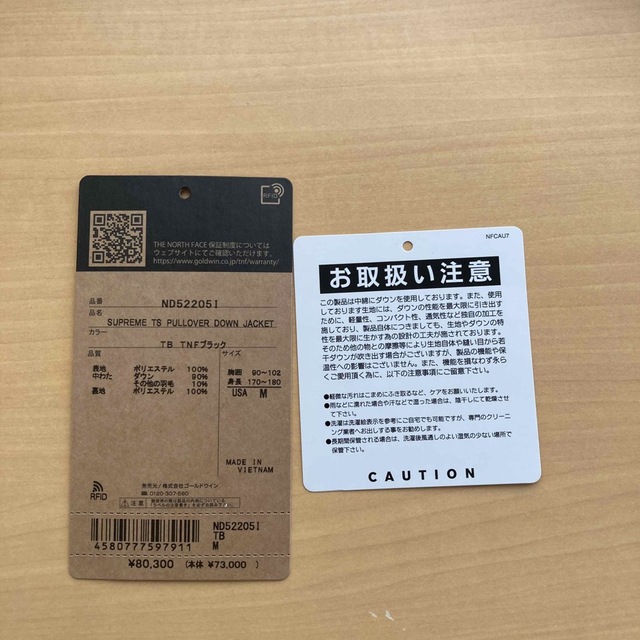 RFID
THE NORTH FACE 保証制度については
ウェブサイトにてご確認いただけます。
https://www.goldwin.co.jp/tnf/warranty/
品番 ND52205I
品名
SUPREME TS PULLOVER DOWN JACKET
カラー
TB TNFブラック
品質 サイズ
表地 ポリエステル 100%
中わた ダウン 90%
その他の羽毛 10%
裏地 ポリエステル 100%
胸囲 90~102
身長 170~180
USA M
MADE IN
VIETNAM
RFID
発売元/株式会社ゴールドウイン
0120-307-560
注意
ND52205I
TB
M
4580777597911
¥80,300 (本体 ¥73,000)
NFCAU7
お取扱い注意
この製品は中綿にダウンを使用しております。また、使用
しております生地には、ダウンの性能を最大限に引き出す
ために、軽量性、コンパクト性、通気性など独自の加工を
施しており、製品自体につきましても、生地やダウンの特
性を最大限に生かす為の設計の工夫が施されております。
そのため他の物との摩擦等により生地自体や縫い目から若
干ダウンが吹き出す場合がございますが、製品の機能や保
温性への影響はございません。また、機能を損なわず永ら
くご愛用頂く為に、以下の注意事項にご留意下さい。
●軽微な汚れはこまめにふき取るなど、ケアをお願いいたします。
●雨などに濡れた場合や汗などで湿った場合は、陰干しにて乾燥させて下さい。
●洗濯は洗濯絵表示を参考にご自宅でも可能ですが、専門のクリーニング業者へお出しする事をお勧めします。
●長期間保管される場合は、洗濯後風通しのよい湿気の少ない場所で保管下さい。
CAUTION